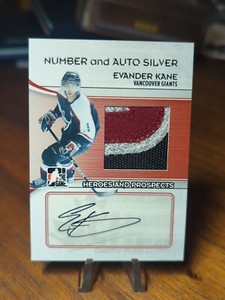 NUMBER and AUTO SILVER
EVANDER KANE
VANCOUVER GIANTS
HEROES AND PROSPECTS